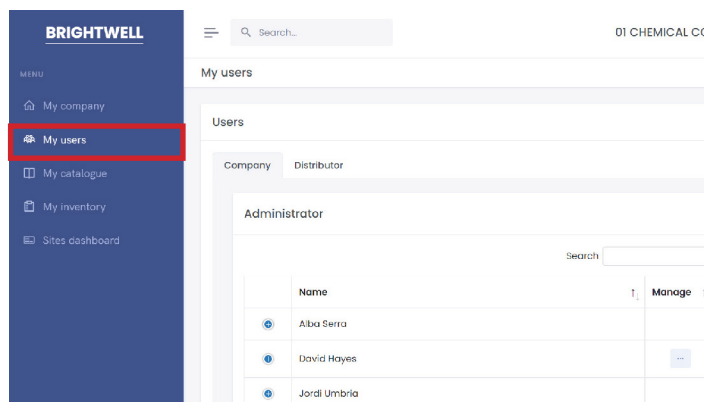 BRIGHTWELL
Search...
01 CHEMICAL CO
MENU
My users
My company
My users
My catalogue
My inventory
Sites dashboard
Users
Company
Distributor
Administrator
Search
Name
Manage
Alba Serra
David Hayes
Jordi Umbria